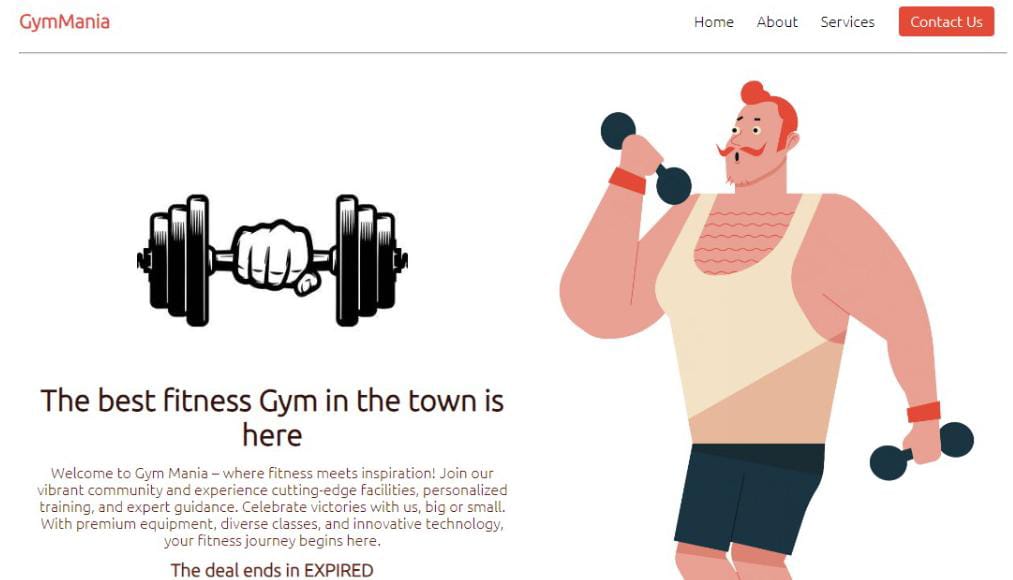 GymMania
Home About Services Contact Us
The best fitness Gym in the town is
here
Welcome to Gym Mania – where fitness meets inspiration! Join our
vibrant community and experience cutting-edge facilities, personalized
training, and expert guidance. Celebrate victories with us, big or small.
With premium equipment, diverse classes, and innovative technology,
your fitness journey begins here.
The deal ends in EXPIRED